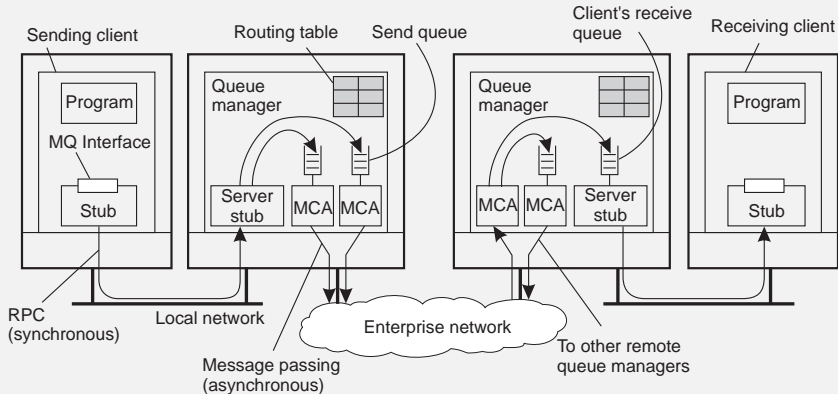 Sending client
Routing table
Send queue
Client's receive
queue
Receiving client
Program
MQ Interface
Stub
Queue
manager
Server
stub
MCA
MCA
Queue
manager
MCA
MCA
Server
stub
Program
Stub
RPC
(synchronous)
Local network
Message passing
(asynchronous)
Enterprise network
To other remote
queue managers